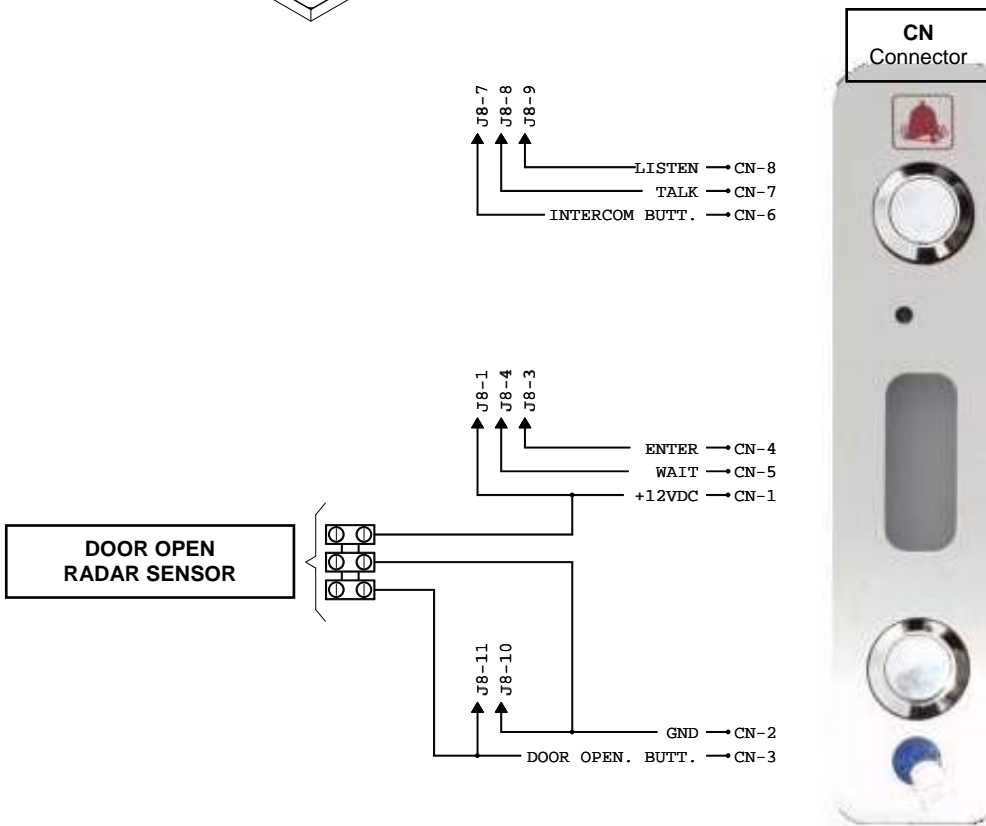 CN
Connector
J8-7
J8-8
J8-9
LISTEN CN-8
TALK CN-7
INTERCOM BUTT. CN-6
J8-1
J8-4
J8-3
ENTER CN-4
WAIT CN-5
+12VDC CN-1
DOOR OPEN
RADAR SENSOR
J8-11
J8-10
GND CN-2
DOOR OPEN. BUTT. CN-3